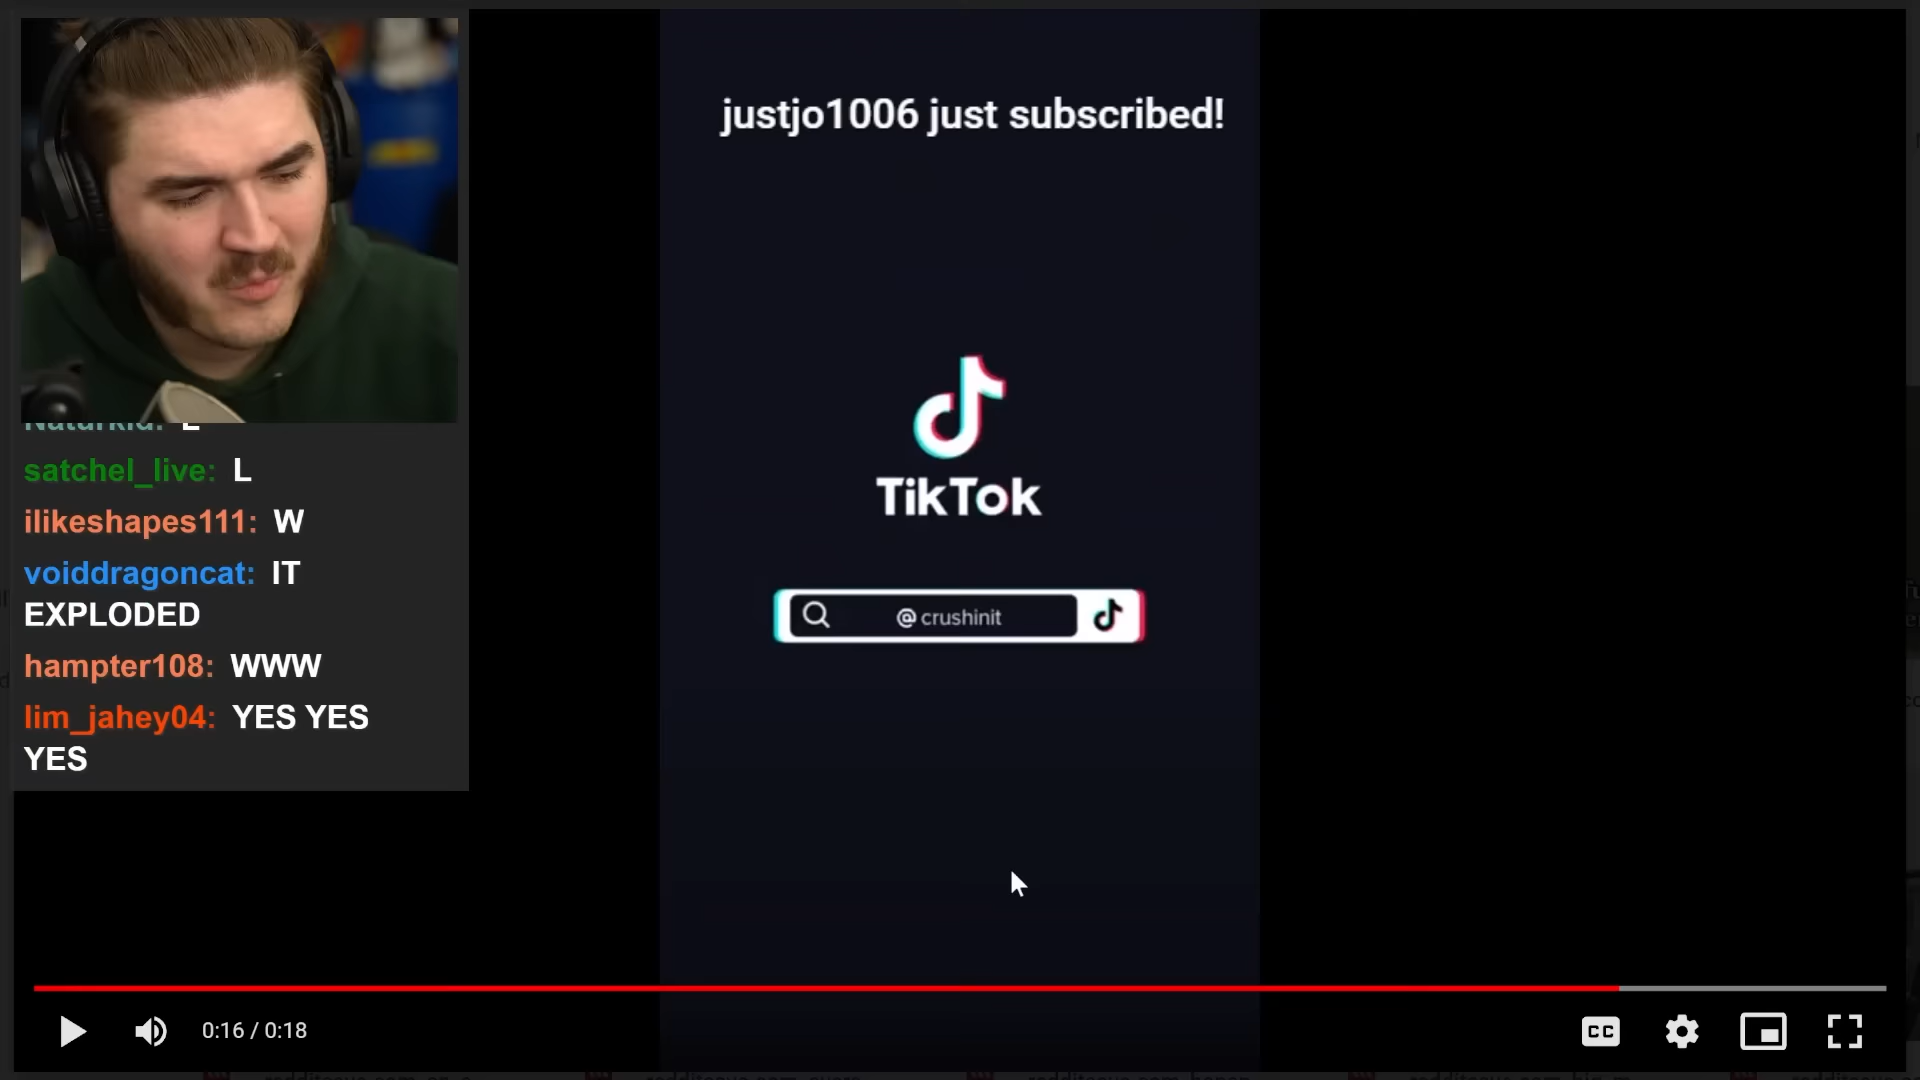 justjo1006 just subscribed!
TikTok
@crushinit
L
satchel_live: L
ilikeshapes111: W
voiddragoncat: IT
EXPLODED
hampter108: WWW
lim_jahey04: YES YES
YES
0:16 / 0:18
CC